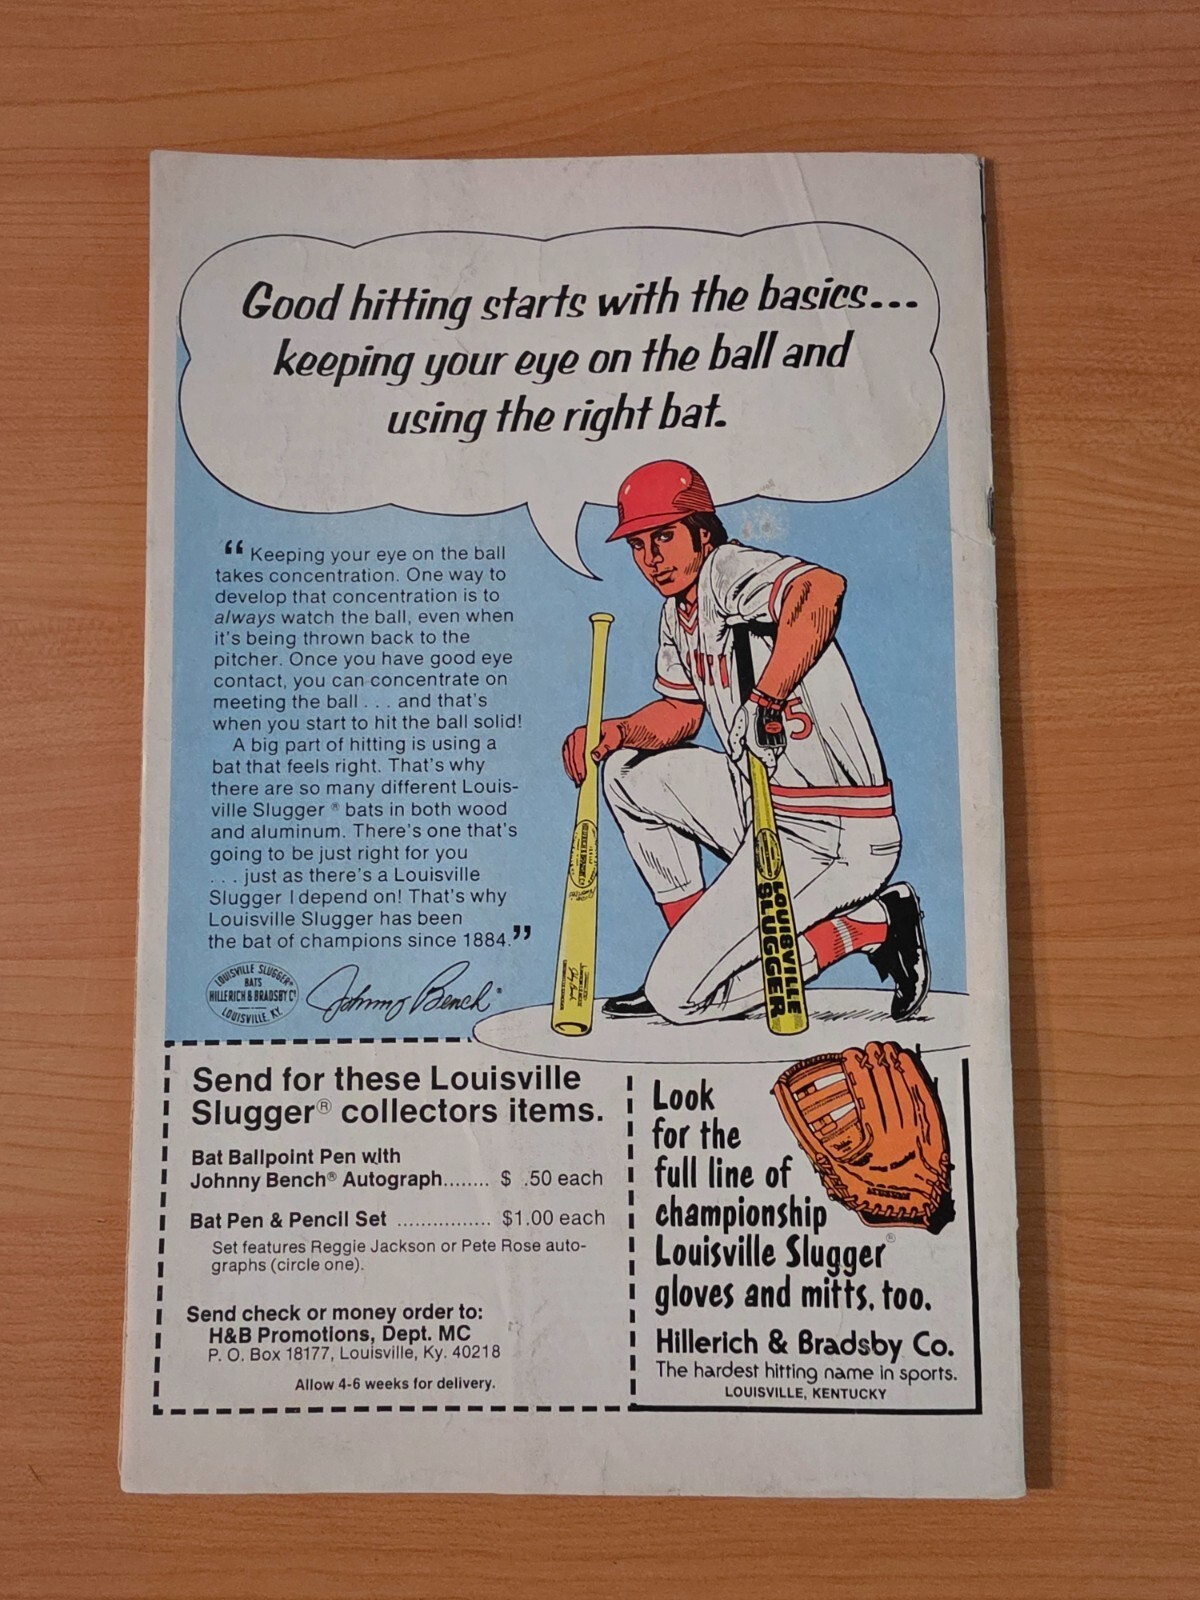 Good hitting starts with the basics...
keeping your eye on the ball and
using the right bat.
“ Keeping your eye on the ball
takes concentration. One way to
develop that concentration is to
always watch the ball, even when
it's being thrown back to the
pitcher. Once you have good eye
contact, you can concentrate on
meeting the ball . . . and that's
when you start to hit the ball solid!
A big part of hitting is using a
bat that feels right. That's why
there are so many different Louis-
ville Slugger® bats in both wood
and aluminum. There's one that's
going to be just right for you
. . . just as there's a Louisville
Slugger I depend on! That's why
Louisville Slugger has been
the bat of champions since 1884.”
LOUISVILLE SLUGGER®
BATS
HILLERICH & BRADSBY Co
LOUISVILLE, KY.
Johnny Bench®
5
LOUISVILLE
SLUGGER
Send for these Louisville
Slugger® collectors items.
Bat Ballpoint Pen with
Johnny Bench® Autograph........ $ .50 each
Bat Pen & Pencil Set ................ $1.00 each
Set features Reggie Jackson or Pete Rose auto-
graphs (circle one).
Send check or money order to:
H&B Promotions, Dept. MC
P. O. Box 18177, Louisville, Ky. 40218
Allow 4-6 weeks for delivery.
Look
for the
full line of
championship
Louisville Slugger®
gloves and mitts, too.
Hillerich & Bradsby Co.
The hardest hitting name in sports.
LOUISVILLE, KENTUCKY